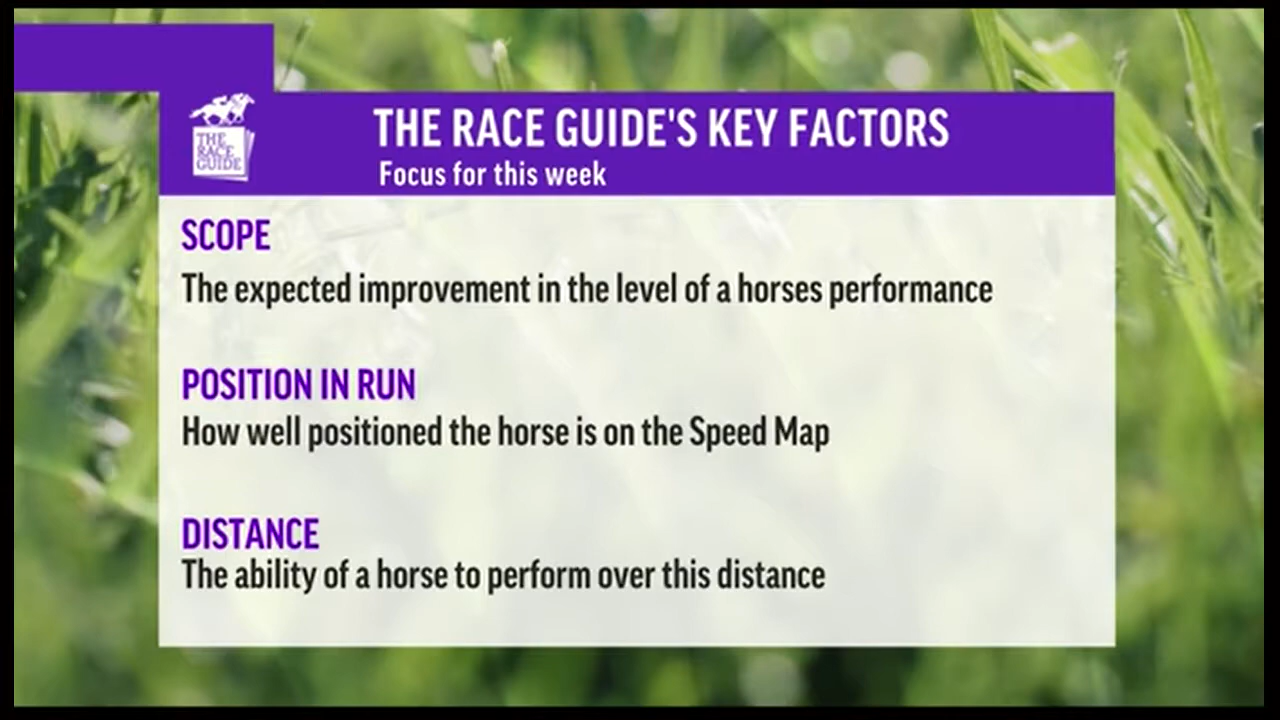 THE RACE GUIDE'S KEY FACTORS
Focus for this week
THE
RACE
GUIDE
SCOPE
The expected improvement in the level of a horses performance
POSITION IN RUN
How well positioned the horse is on the Speed Map
DISTANCE
The ability of a horse to perform over this distance